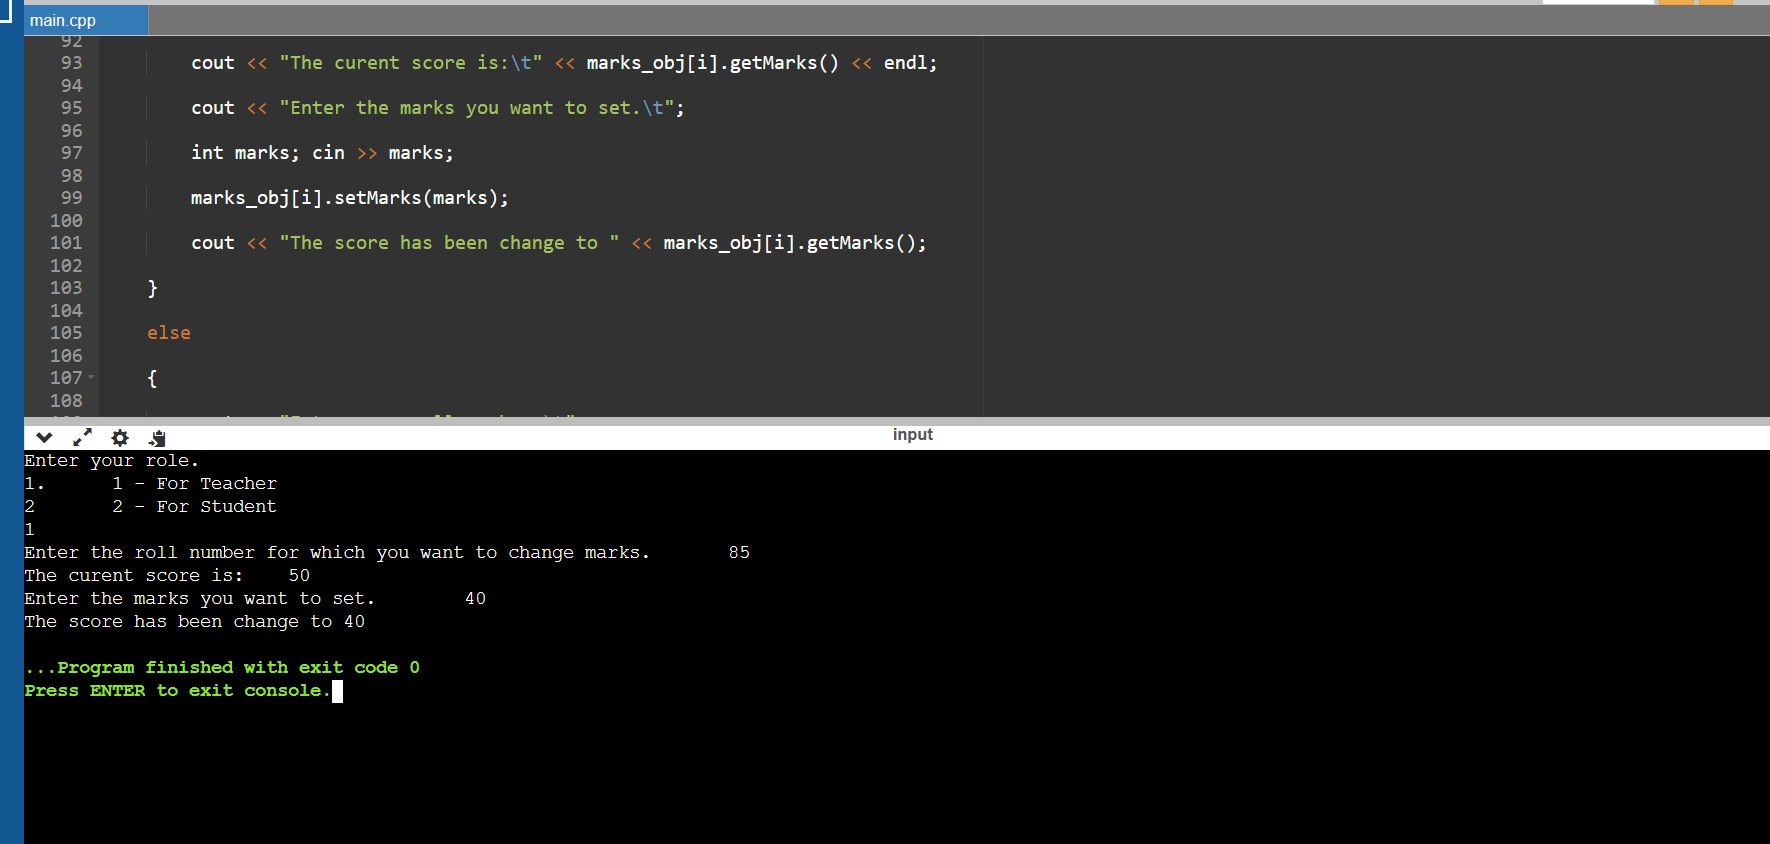 main.cpp
92
93 cout << "The curent score is:\t" << marks_obj[i].getMarks() << endl;
94
95 cout << "Enter the marks you want to set.\t";
96
97 int marks; cin >> marks;
98
99 marks_obj[i].setMarks(marks);
100
101 cout << "The score has been change to " << marks_obj[i].getMarks();
102
103 }
104
105 else
106
107 {
108
input
Enter your role.
1. 1 - For Teacher
2 2 - For Student
1
Enter the roll number for which you want to change marks. 85
The curent score is: 50
Enter the marks you want to set. 40
The score has been change to 40
...Program finished with exit code 0
Press ENTER to exit console.